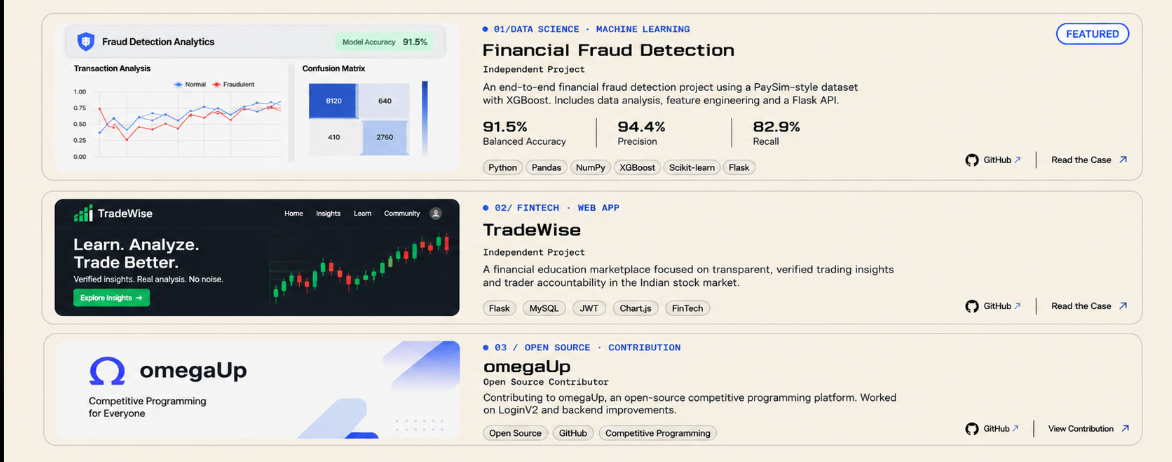 Fraud Detection Analytics
Model Accuracy 91.5%
Transaction Analysis
Normal Fraudulent
1.00
0.75
0.50
0.25
0.00
Confusion Matrix
8120 640
410 2760
01/DATA SCIENCE · MACHINE LEARNING
FEATURED
Financial Fraud Detection
Independent Project
An end-to-end financial fraud detection project using a PaySim-style dataset
with XGBoost. Includes data analysis, feature engineering and a Flask API.
91.5% 94.4% 82.9%
Balanced Accuracy Precision Recall
Python Pandas NumPy XGBoost Scikit-learn Flask
GitHub ↗ Read the Case ↗
TradeWise
Home Insights Learn Community
Learn. Analyze.
Trade Better.
Verified insights. Real analysis. No noise.
Explore Insights →
02/ FINTECH · WEB APP
TradeWise
Independent Project
A financial education marketplace focused on transparent, verified trading insights
and trader accountability in the Indian stock market.
Flask MySQL JWT Chart.js FinTech
GitHub ↗ Read the Case ↗
omegaUp
Competitive Programming
for Everyone
03 / OPEN SOURCE · CONTRIBUTION
omegaUp
Open Source Contributor
Contributing to omegaUp, an open-source competitive programming platform. Worked
on LoginV2 and backend improvements.
Open Source GitHub Competitive Programming
GitHub ↗ View Contribution ↗